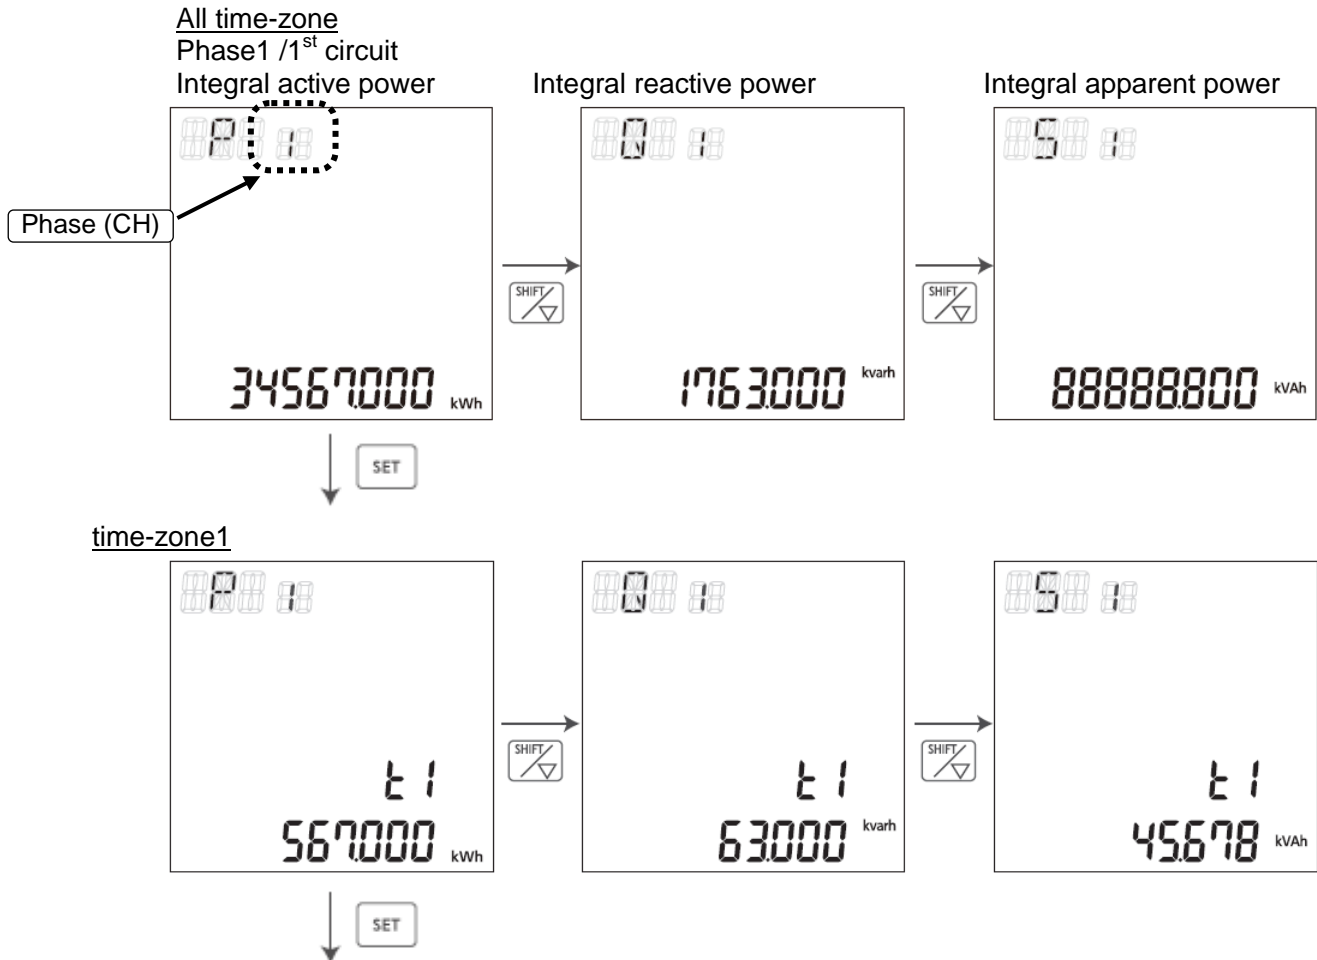 All time-zone
Phase1 /1st circuit
Integral active power
Integral reactive power
Integral apparent power
P 1
Q 1
S 1
Phase (CH)
SHIFT
SHIFT
34567.000 kWh
1763.000 kvarh
88888.800 kVAh
SET
time-zone1
P 1
Q 1
S 1
SHIFT
SHIFT
t1
t1
t1
567.000 kWh
63.000 kvarh
45.678 kVAh
SET